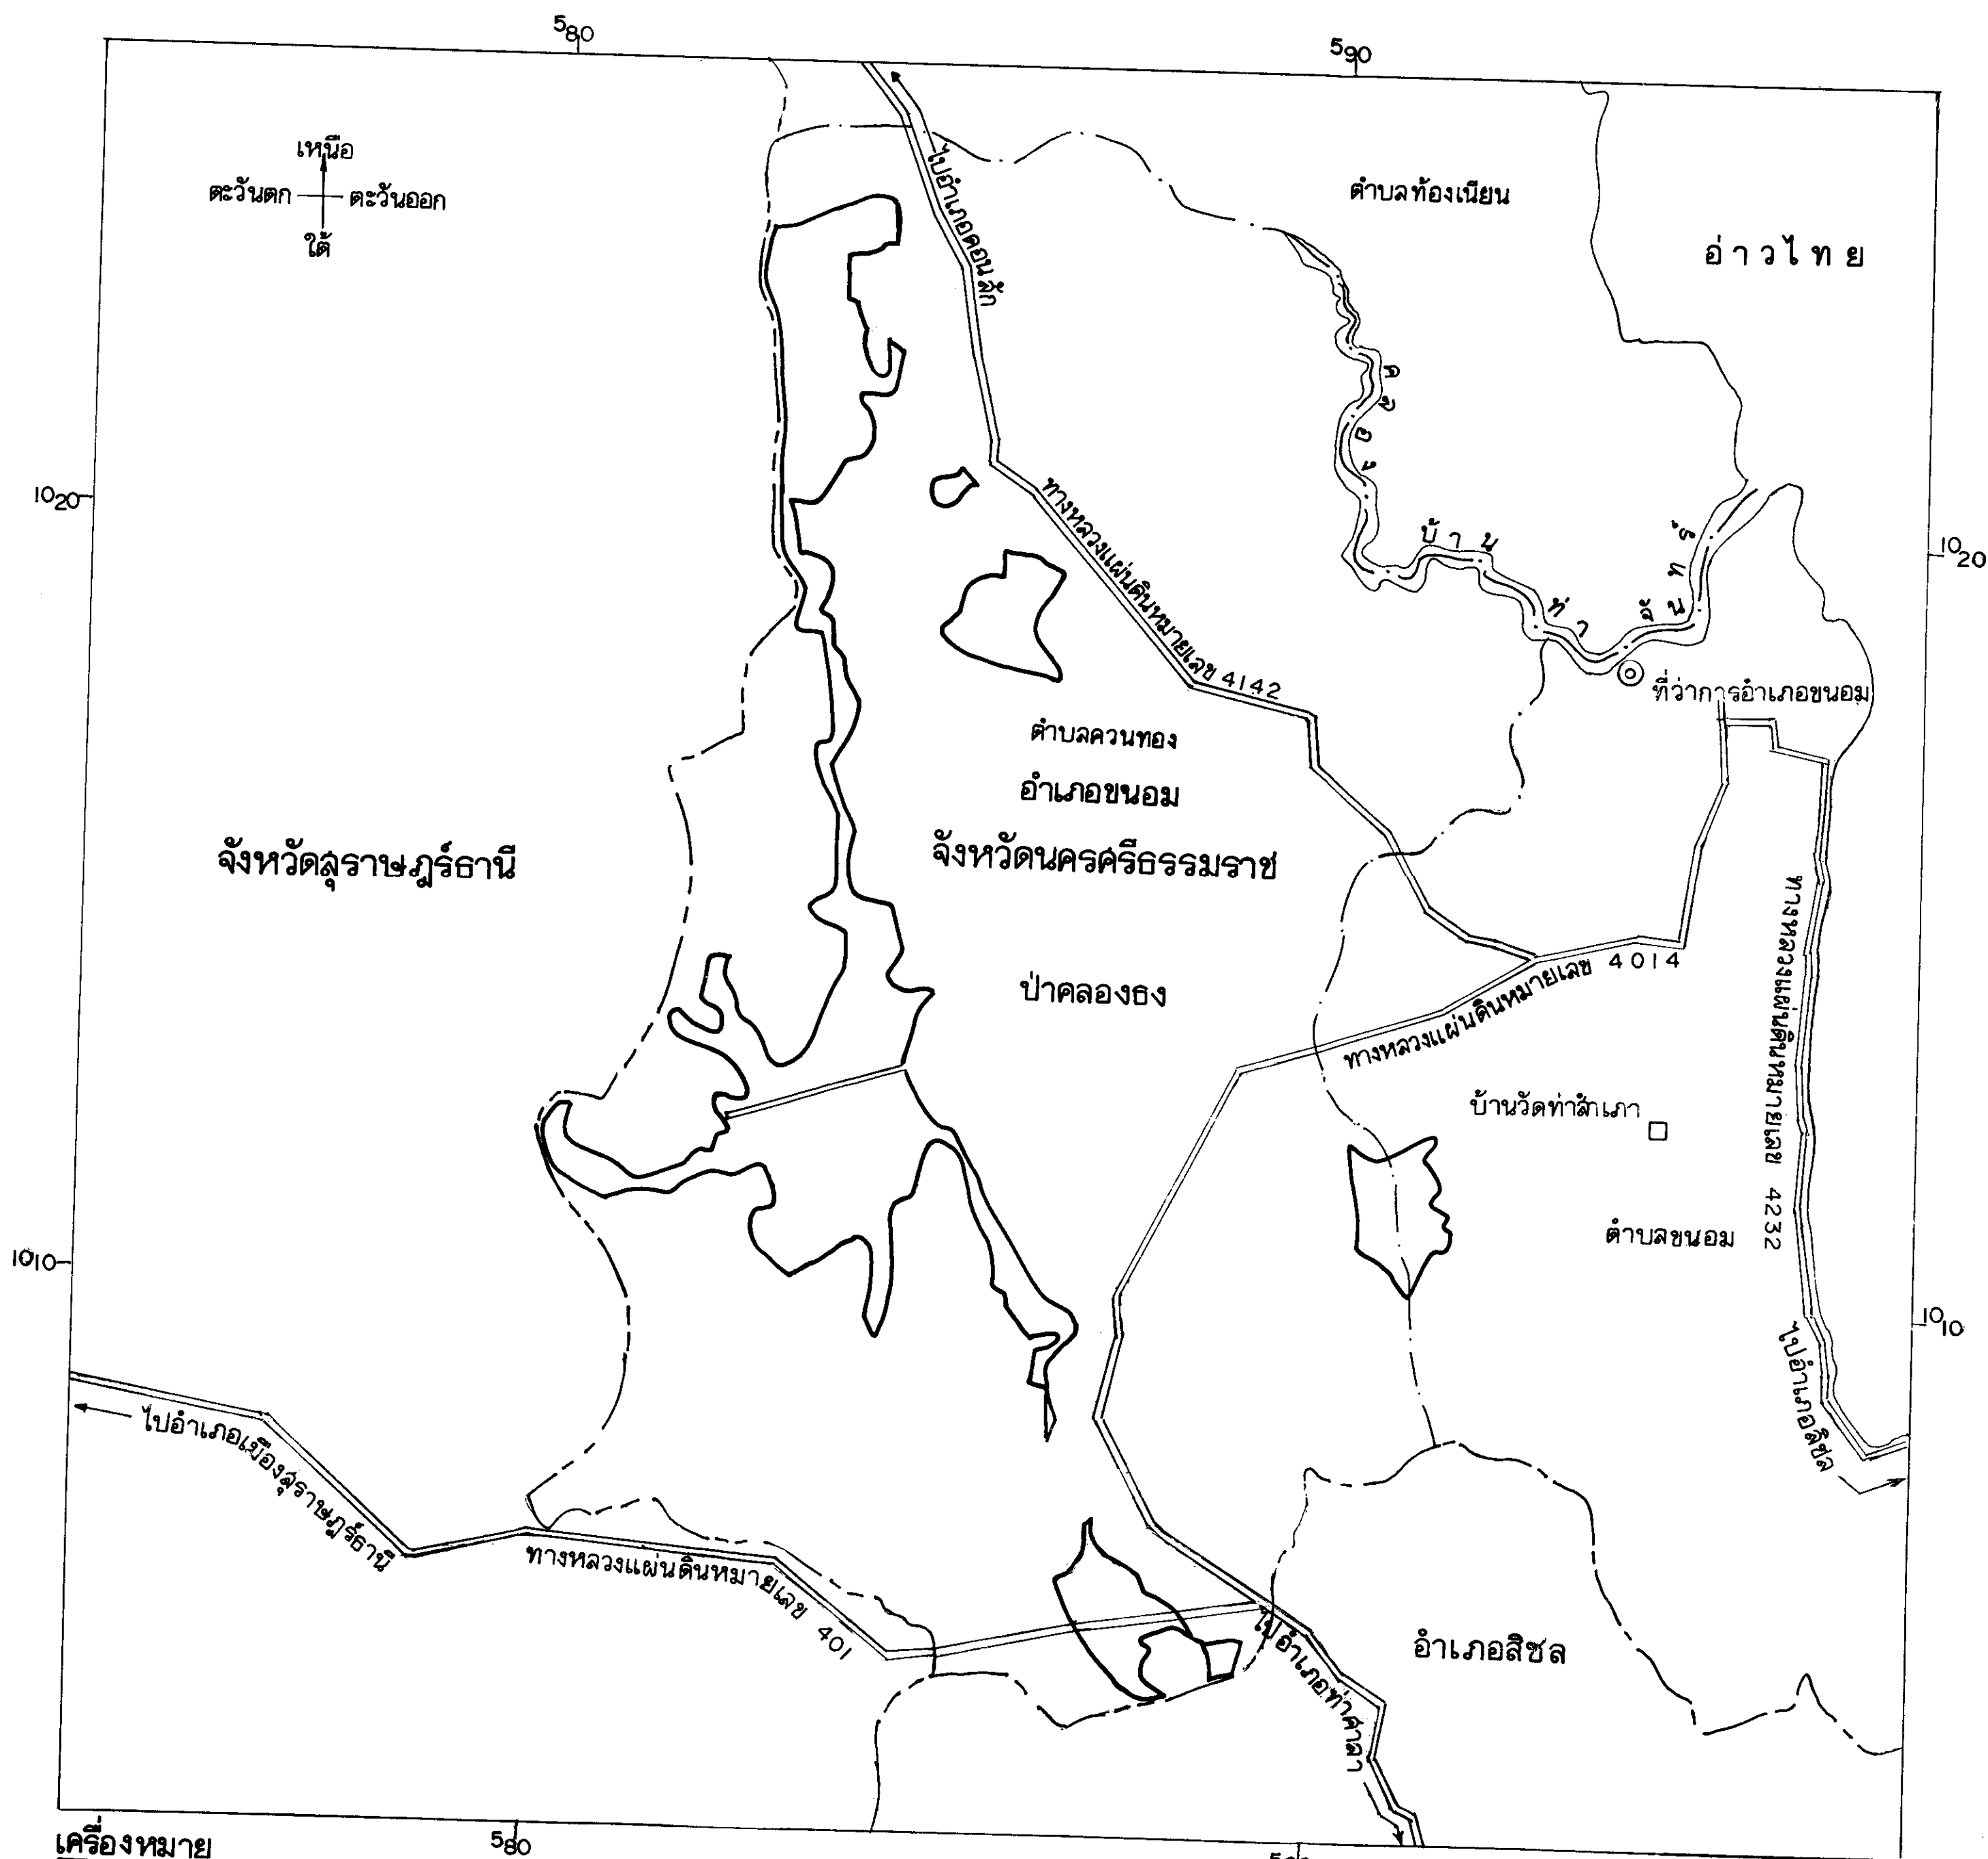 580
590
เหนือ
ตะวันตก
ตะวันออก
ใต้
ไปอำเภอดอนสัก
ตำบลท้องเนียน
อ่าวไทย
1020
1020
คลอง
บ้าน
ท่า
จันทร์
ทางหลวงแผ่นดินหมายเลข 4142
ที่ว่าการอำเภอขนอม
ตำบลควนทอง
อำเภอขนอม
จังหวัดสุราษฎร์ธานี
จังหวัดนครศรีธรรมราช
ป่าคลองธง
ทางหลวงแผ่นดินหมายเลข 4014
ทางหลวงแผ่นดินหมายเลข 4232
บ้านวัดท่าสำเภา
ตำบลขนอม
1010
1010
ไปอำเภอสิชล
ไปอำเภอเมืองสุราษฎร์ธานี
ทางหลวงแผ่นดินหมายเลข 401
ไปอำเภอท่าศาลา
อำเภอสิชล
เครื่องหมาย
580